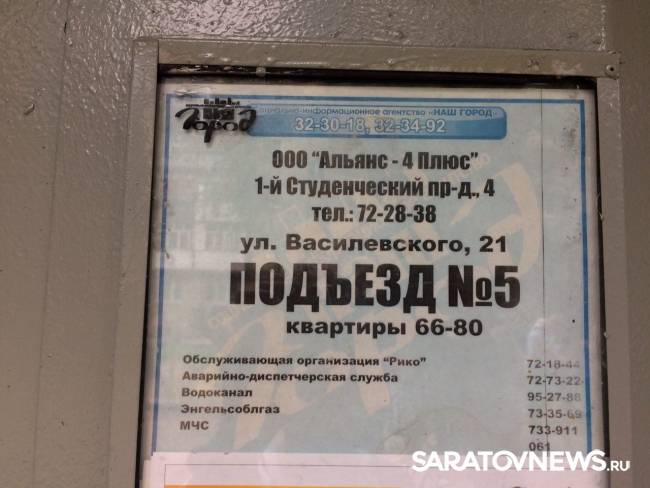 НАШ
Город
социально-информационное агентство «НАШ ГОРОД»
32-30-18, 32-34-92
ООО "Альянс - 4 Плюс"
1-й Студенческий пр-д., 4
тел.: 72-28-38
ул. Василевского, 21
ПОДЪЕЗД №5
квартиры 66-80
Обслуживающая организация "Рико" 72-18-44
Аварийно-диспетчерская служба 72-73-22
Водоканал 95-27-88
Энгельсоблгаз 73-35-69
МЧС 733-911
061
SARATOVNEWS.RU